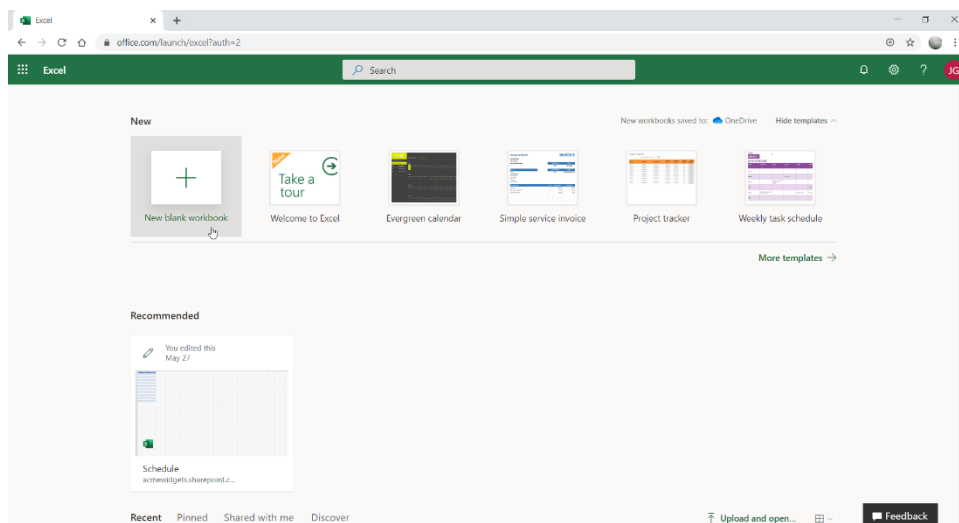 Excel
office.com/launch/excel?auth=2
Excel
Search
?
JG
New
New workbooks saved to: OneDrive Hide templates
New blank workbook
Take a
tour
Welcome to Excel
Evergreen calendar
INVOICE
Simple service invoice
Project tracker
Weekly task schedule
More templates
Recommended
You edited this
May 27
Schedule
acmewidgets.sharepoint.c...
Recent Pinned Shared with me Discover
Upload and open...
Feedback